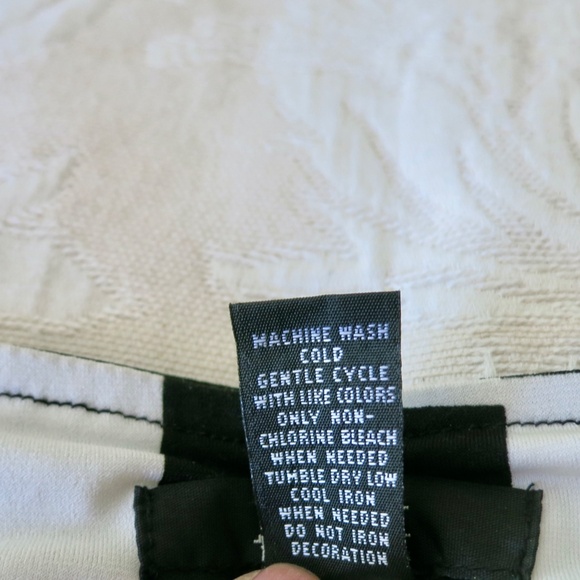 MACHINE WASH
COLD
GENTLE CYCLE
WITH LIKE COLORS
ONLY NON-
CHLORINE BLEACH
WHEN NEEDED
TUMBLE DRY LOW
COOL IRON
WHEN NEEDED
DO NOT IRON
DECORATION